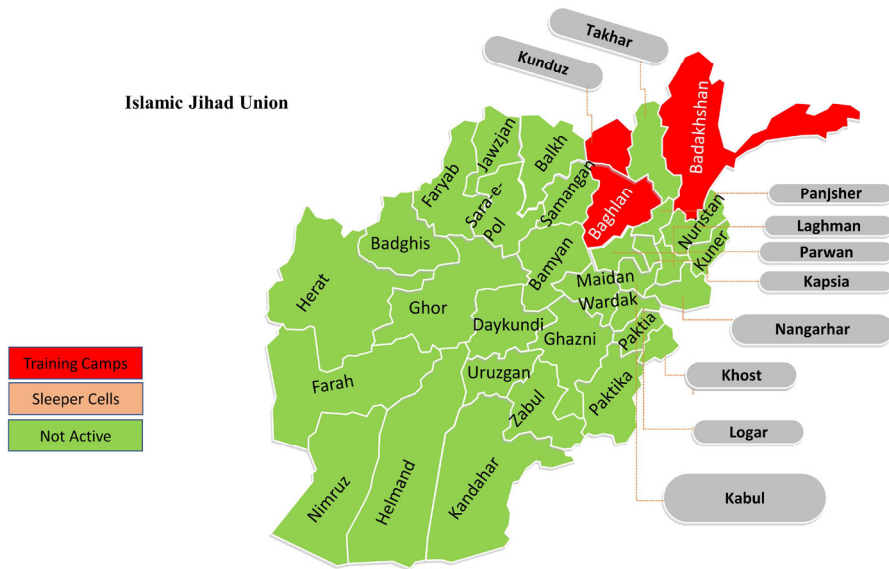 Takhar
Kunduz
Islamic Jihad Union
Jawzjan
Balkh
Faryab
Samangan
Sara-e-
Pol
Baghlan
Badakhshan
Badghis
Bamyan
Nuristan
Kuner
Panjsher
Laghman
Parwan
Kapsia
Herat
Ghor
Maidan
Wardak
Daykundi
Ghazni
Paktia
Nangarhar
Training Camps
Sleeper Cells
Not Active
Farah
Uruzgan
Zabul
Paktika
Khost
Logar
Kabul
Nimruz
Helmand
Kandahar